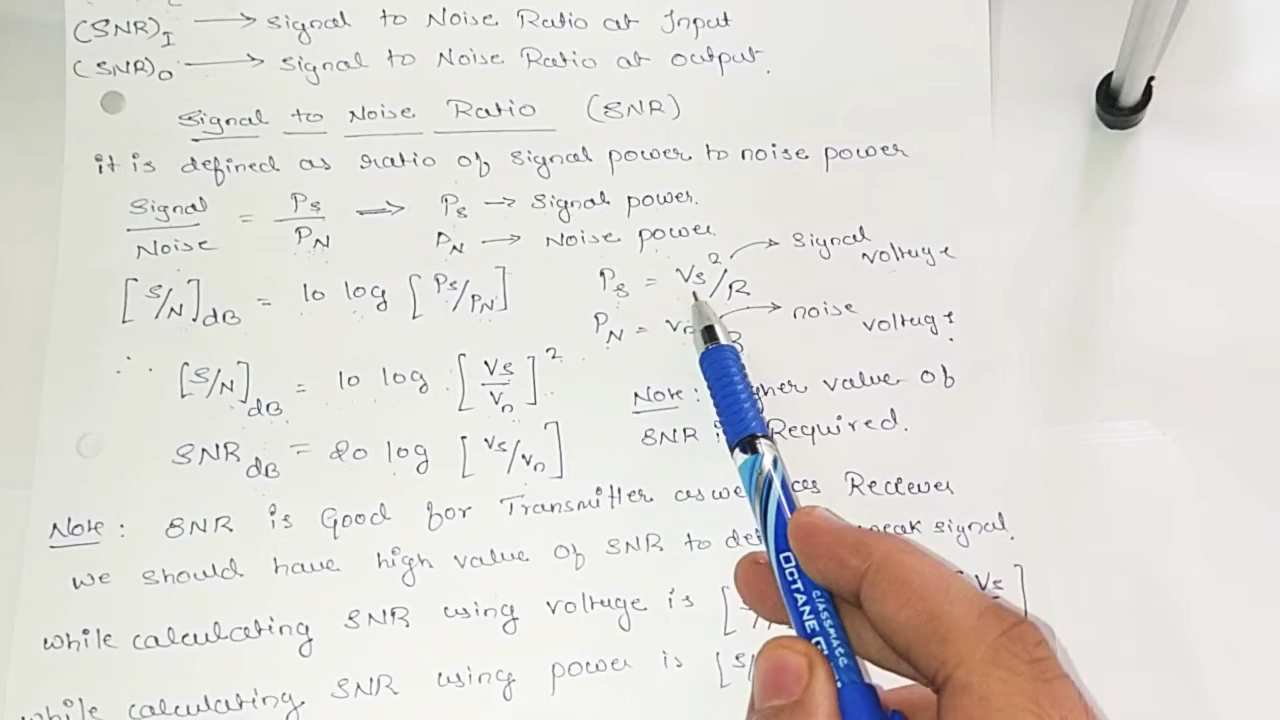 (SNR)I → Signal to Noise Ratio at Input
(SNR)o → Signal to Noise Ratio at output.
Signal to Noise Ratio (SNR)
it is defined as ratio of signal power to noise power
Signal / Noise = Ps / PN → Ps → Signal power.
PN → Noise power
[S/N]dB = 10 log [Ps/PN]
Ps = Vs²/R → Signal voltage
PN = vn → noise voltage
∴ [S/N]dB = 10 log [Vs/Vn]²
SNRdB = 20 log [Vs/Vn]
Note: value of
SNR Required.
Note: SNR is Good for Transmitter as Reciever
we should have high value of SNR to signal.
while calculating SNR using voltage is [ Vs ]
while calculating SNR using power is [S/
OCTANE
classmate